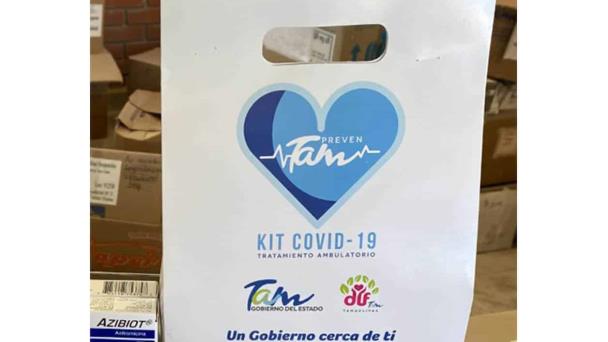 PREVEN
Tam
KIT COVID-19
TRATAMIENTO AMBULATORIO
Tam
GOBIERNO DEL ESTADO
DIF
Tam
TAMAULIPAS
Un Gobierno cerca de ti
AZIBIOT®
Azitromicina